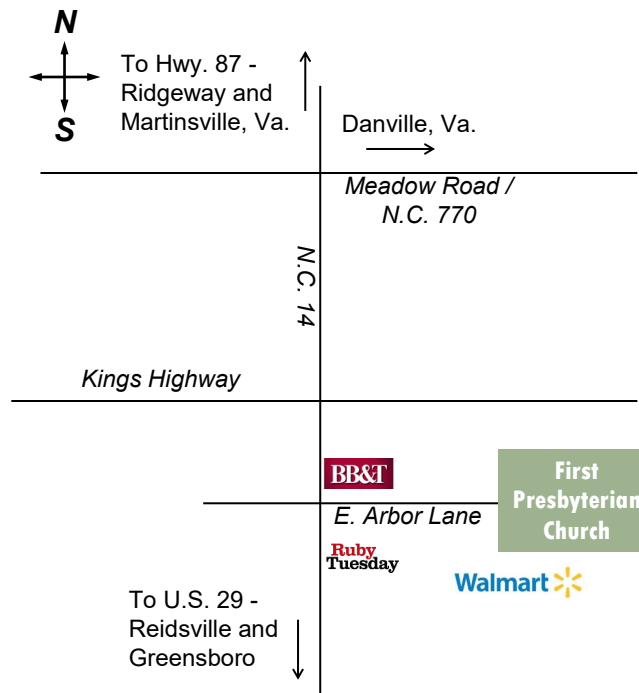 N
S
To Hwy. 87 -
Ridgeway and
Martinsville, Va.
Danville, Va.
Meadow Road /
N.C. 770
N.C. 14
Kings Highway
BB&T
First
Presbyterian
Church
E. Arbor Lane
Ruby
Tuesday
Walmart
To U.S. 29 -
Reidsville and
Greensboro